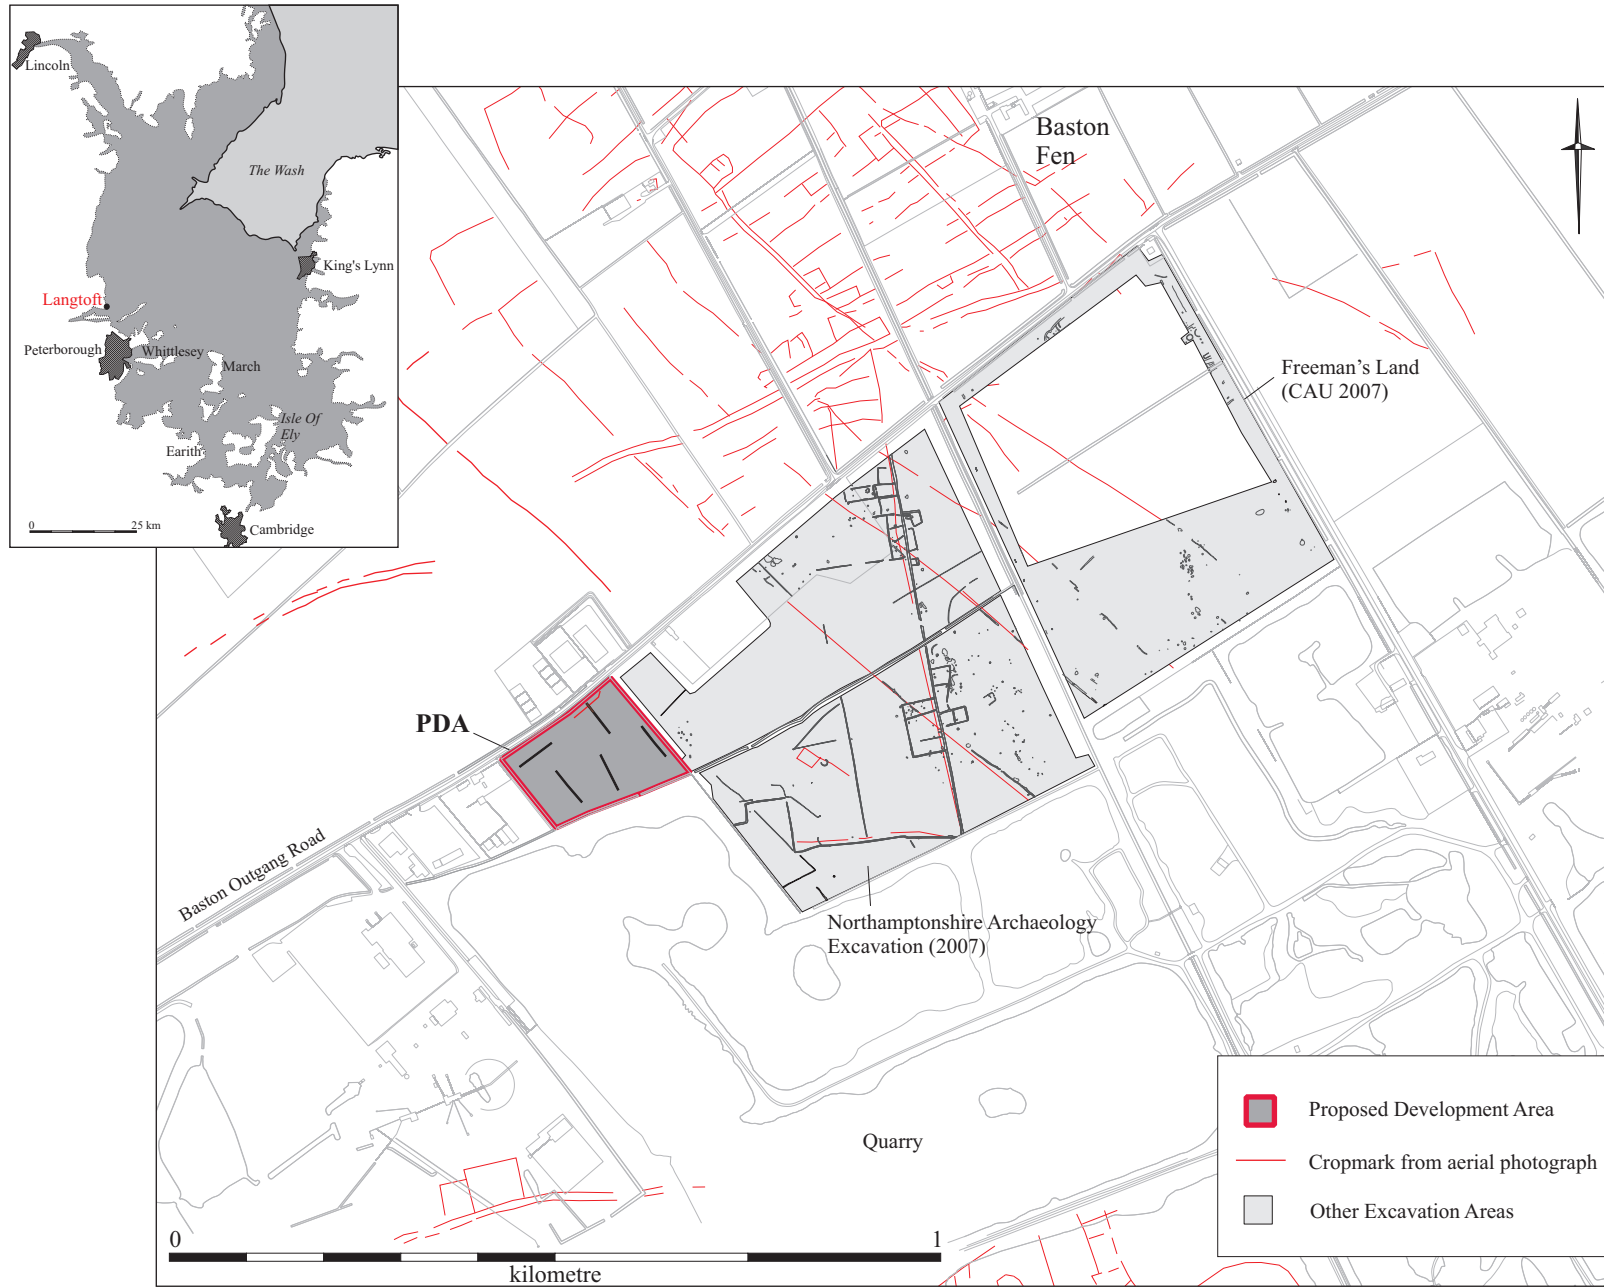 Lincoln
The Wash
King's Lynn
Langtoft
Peterborough
Whittlesey
March
Isle Of
Ely
Earith
Cambridge
0
25 km
Baston
Fen
Freeman’s Land
(CAU 2007)
PDA
Baston Outgang Road
Northamptonshire Archaeology
Excavation (2007)
Quarry
Proposed Development Area
Cropmark from aerial photograph
Other Excavation Areas
0
1
kilometre